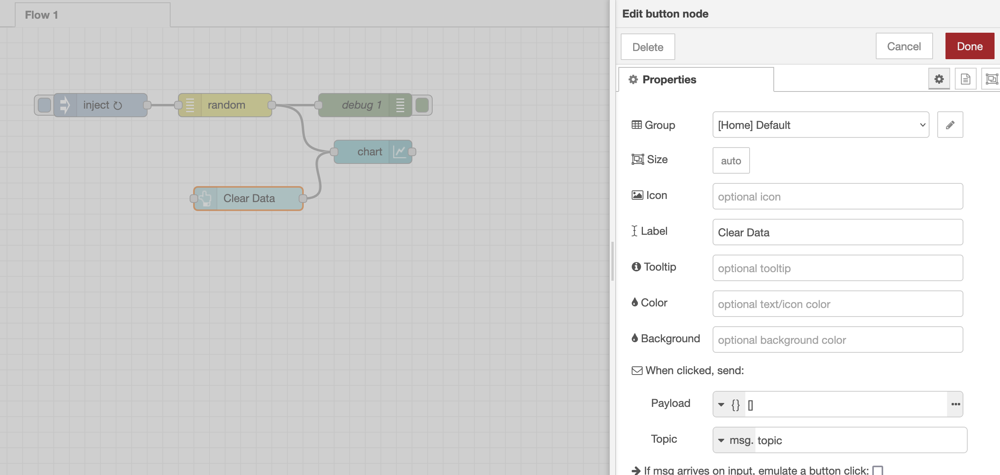 Flow 1
inject
random
debug 1
chart
Clear Data
Edit button node
Delete
Cancel
Done
Properties
Group
[Home] Default
Size
auto
Icon
optional icon
Label
Clear Data
Tooltip
optional tooltip
Color
optional text/icon color
Background
optional background color
When clicked, send:
Payload
{} []
Topic
msg. topic
If msg arrives on input, emulate a button click: